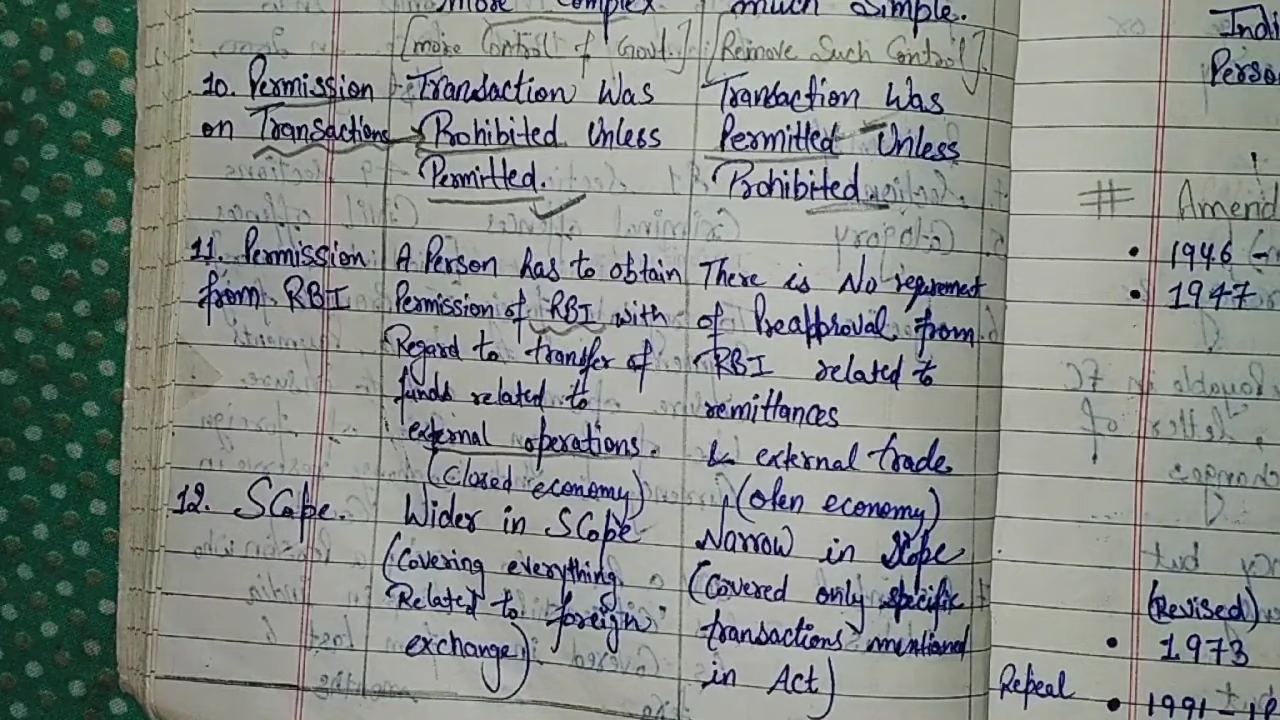 more complex much simple.
[more Control of Govt.] [Remove Such Control]
10. Permission Transaction Was Transaction Was
on Transactions Prohibited Unless Permitted Unless
Permitted. Prohibited.
11. Permission A Person has to obtain There is No requirement
from RBI Permission of RBI with of Preapproval from
Regard to transfer of RBI related to
funds related to remittances
external operations. & external trade
(Closed economy) (open economy)
12. SCope. Wider in SCope Narrow in Scope
(Covering everything (Covered only specific
Related to foreign transactions mentioned
exchange) in Act)
Indi
Perso
# Amend
• 1946
• 1947
(Revised)
• 1973
Repeal • 1991